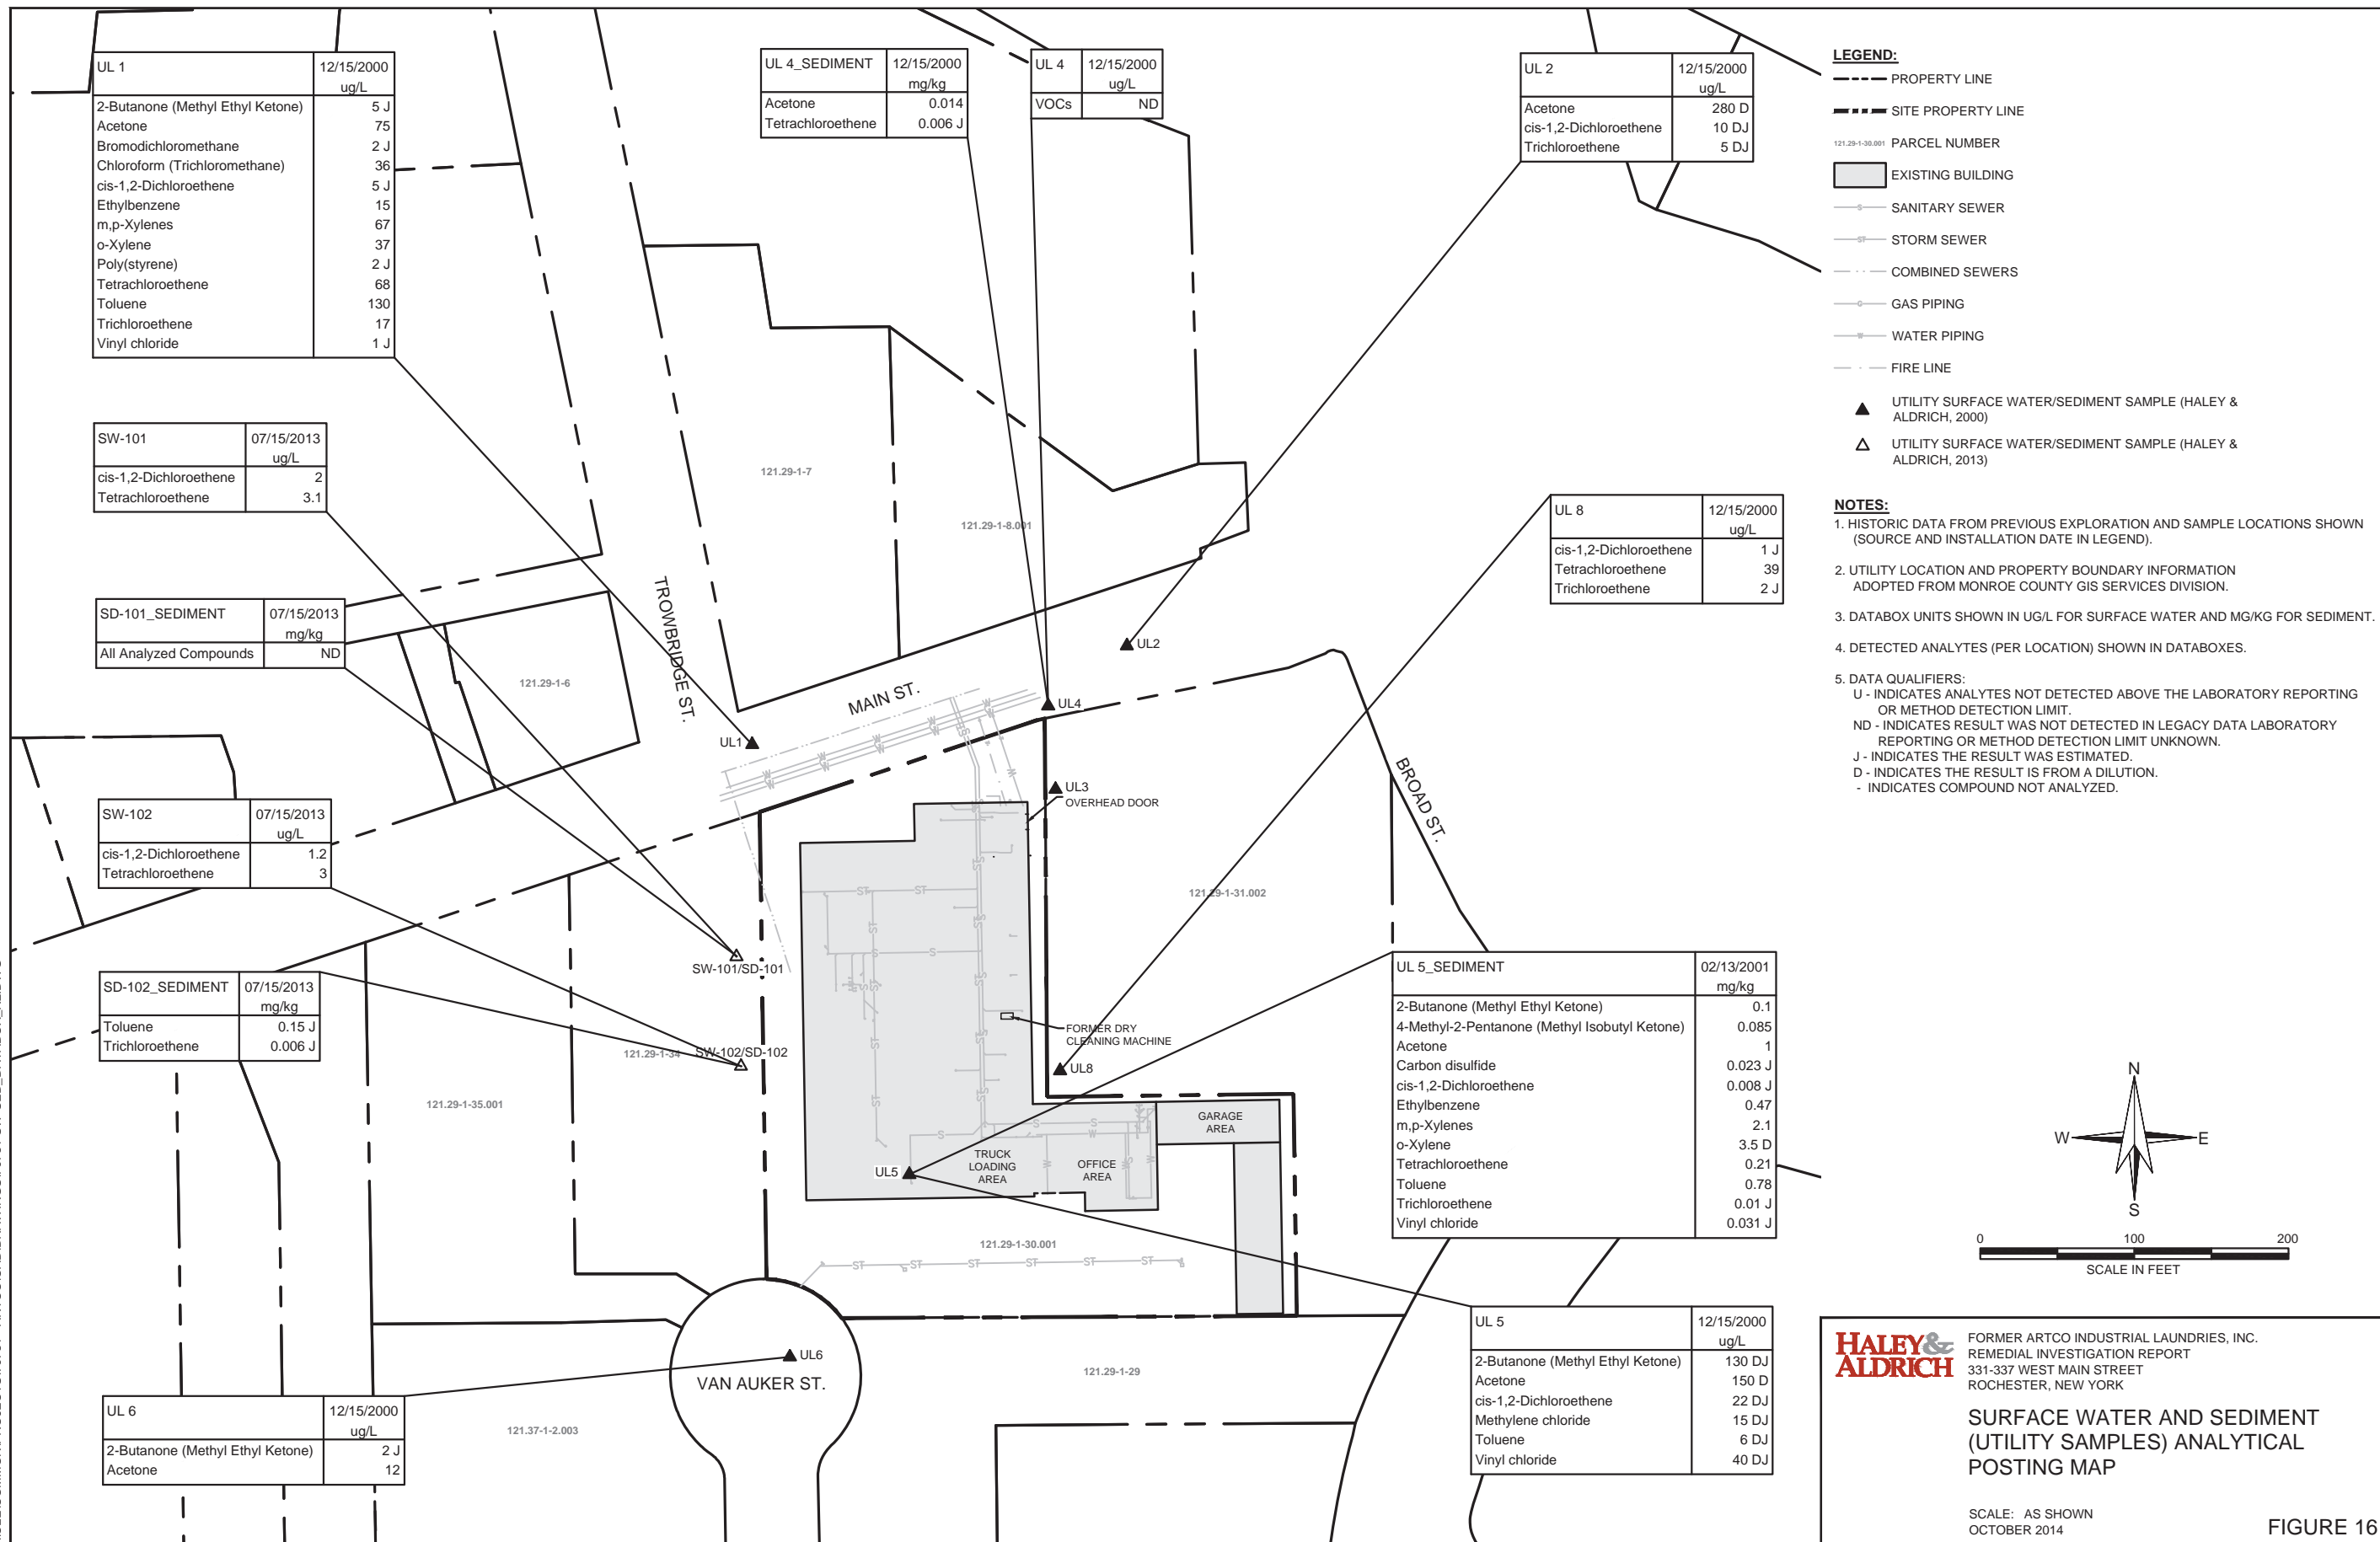 UL 1 12/15/2000
ug/L
2-Butanone (Methyl Ethyl Ketone) 5 J
Acetone 75
Bromodichloromethane 2 J
Chloroform (Trichloromethane) 36
cis-1,2-Dichloroethene 5 J
Ethylbenzene 15
m,p-Xylenes 67
o-Xylene 37
Poly(styrene) 2 J
Tetrachloroethene 68
Toluene 130
Trichloroethene 17
Vinyl chloride 1 J
UL 4_SEDIMENT 12/15/2000
mg/kg
Acetone 0.014
Tetrachloroethene 0.006 J
UL 4 12/15/2000
ug/L
VOCs ND
UL 2 12/15/2000
ug/L
Acetone 280 D
cis-1,2-Dichloroethene 10 DJ
Trichloroethene 5 DJ
SW-101 07/15/2013
ug/L
cis-1,2-Dichloroethene 2
Tetrachloroethene 3.1
SD-101_SEDIMENT 07/15/2013
mg/kg
All Analyzed Compounds ND
SW-102 07/15/2013
ug/L
cis-1,2-Dichloroethene 1.2
Tetrachloroethene 3
SD-102_SEDIMENT 07/15/2013
mg/kg
Toluene 0.15 J
Trichloroethene 0.006 J
UL 6 12/15/2000
ug/L
2-Butanone (Methyl Ethyl Ketone) 2 J
Acetone 12
UL 8 12/15/2000
ug/L
cis-1,2-Dichloroethene 1 J
Tetrachloroethene 39
Trichloroethene 2 J
UL 5_SEDIMENT 02/13/2001
mg/kg
2-Butanone (Methyl Ethyl Ketone) 0.1
4-Methyl-2-Pentanone (Methyl Isobutyl Ketone) 0.085
Acetone 1
Carbon disulfide 0.023 J
cis-1,2-Dichloroethene 0.008 J
Ethylbenzene 0.47
m,p-Xylenes 2.1
o-Xylene 3.5 D
Tetrachloroethene 0.21
Toluene 0.78
Trichloroethene 0.01 J
Vinyl chloride 0.031 J
UL 5 12/15/2000
ug/L
2-Butanone (Methyl Ethyl Ketone) 130 DJ
Acetone 150 D
cis-1,2-Dichloroethene 22 DJ
Methylene chloride 15 DJ
Toluene 6 DJ
Vinyl chloride 40 DJ
121.29-1-7
121.29-1-8.001
121.29-1-6
TROWBRIDGE ST.
MAIN ST.
BROAD ST.
UL2
UL4
UL1
UL3
OVERHEAD DOOR
121.29-1-31.002
SW-101/SD-101
FORMER DRY
CLEANING MACHINE
SW-102/SD-102
121.29-1-34
121.29-1-35.001
UL8
GARAGE
AREA
TRUCK
LOADING
AREA
OFFICE
AREA
UL5
121.29-1-30.001
UL6
VAN AUKER ST.
121.29-1-29
121.37-1-2.003
LEGEND:
PROPERTY LINE
SITE PROPERTY LINE
121.29-1-30.001 PARCEL NUMBER
EXISTING BUILDING
S SANITARY SEWER
ST STORM SEWER
COMBINED SEWERS
G GAS PIPING
W WATER PIPING
FIRE LINE
UTILITY SURFACE WATER/SEDIMENT SAMPLE (HALEY &
ALDRICH, 2000)
UTILITY SURFACE WATER/SEDIMENT SAMPLE (HALEY &
ALDRICH, 2013)
NOTES:
1. HISTORIC DATA FROM PREVIOUS EXPLORATION AND SAMPLE LOCATIONS SHOWN
(SOURCE AND INSTALLATION DATE IN LEGEND).
2. UTILITY LOCATION AND PROPERTY BOUNDARY INFORMATION
ADOPTED FROM MONROE COUNTY GIS SERVICES DIVISION.
3. DATABOX UNITS SHOWN IN UG/L FOR SURFACE WATER AND MG/KG FOR SEDIMENT.
4. DETECTED ANALYTES (PER LOCATION) SHOWN IN DATABOXES.
5. DATA QUALIFIERS:
U - INDICATES ANALYTES NOT DETECTED ABOVE THE LABORATORY REPORTING
OR METHOD DETECTION LIMIT.
ND - INDICATES RESULT WAS NOT DETECTED IN LEGACY DATA LABORATORY
REPORTING OR METHOD DETECTION LIMIT UNKNOWN.
J - INDICATES THE RESULT WAS ESTIMATED.
D - INDICATES THE RESULT IS FROM A DILUTION.
- INDICATES COMPOUND NOT ANALYZED.
N
W E
S
0 100 200
SCALE IN FEET
HALEY&
ALDRICH
FORMER ARTCO INDUSTRIAL LAUNDRIES, INC.
REMEDIAL INVESTIGATION REPORT
331-337 WEST MAIN STREET
ROCHESTER, NEW YORK
SURFACE WATER AND SEDIMENT
(UTILITY SAMPLES) ANALYTICAL
POSTING MAP
SCALE: AS SHOWN
OCTOBER 2014
FIGURE 16